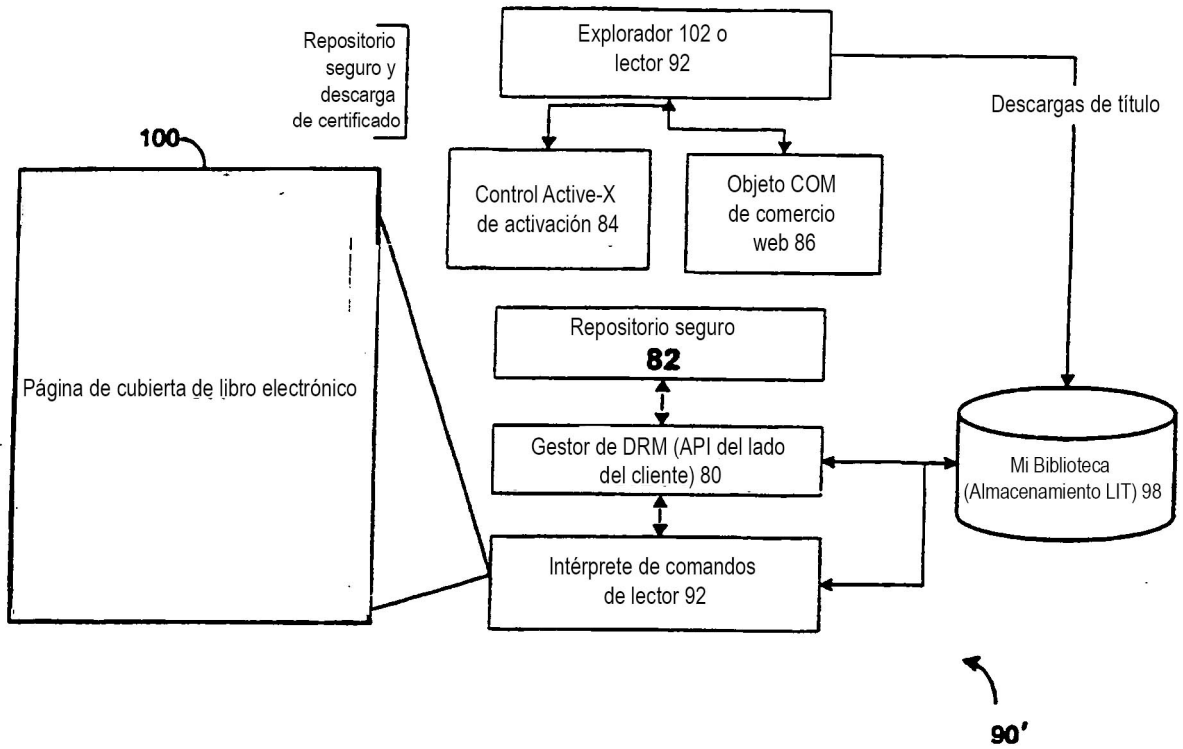 Repositorio
seguro y
descarga
de certificado
Explorador 102 o
lector 92
Descargas de título
100
Control Active-X
de activación 84
Objeto COM
de comercio
web 86
Repositorio seguro
82
Página de cubierta de libro electrónico
Gestor de DRM (API del lado
del cliente) 80
Mi Biblioteca
(Almacenamiento LIT) 98
Intérprete de comandos
de lector 92
90'